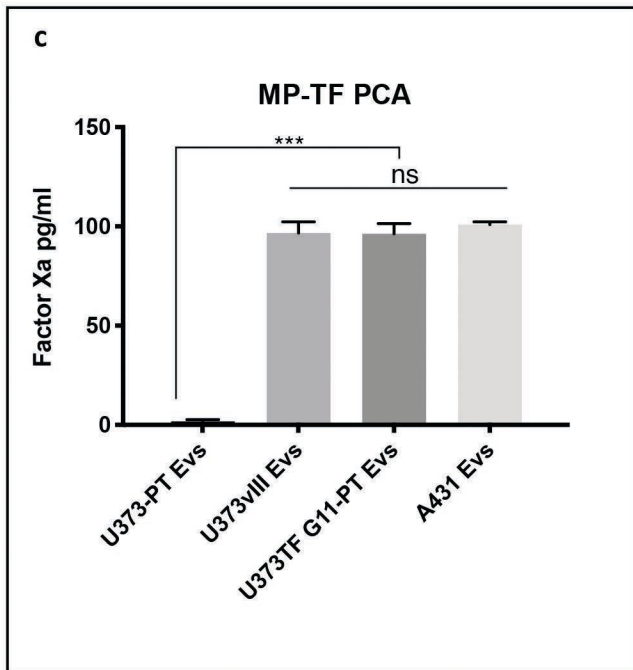 c
MP-TF PCA
150
***
ns
100
50
0
Factor Xa pg/ml
U373-PT Evs
U373vIII Evs
U373TF G11-PT Evs
A431 Evs